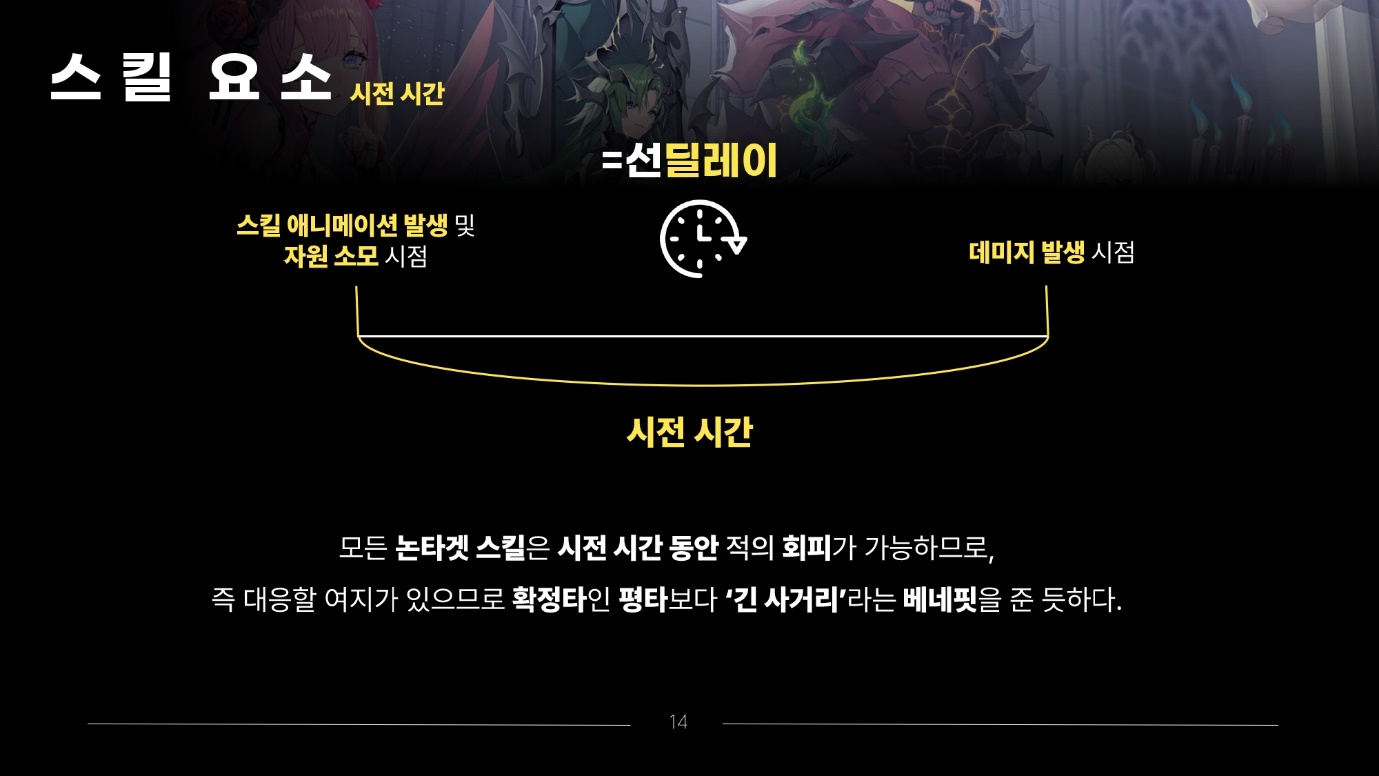 스킬 요소 시전 시간
=선딜레이
스킬 애니메이션 발생 및
자원 소모 시점
데미지 발생 시점
시전 시간
모든 논타겟 스킬은 시전 시간 동안 적의 회피가 가능하므로,
즉 대응할 여지가 있으므로 확정타인 평타보다 ‘긴 사거리’라는 베네핏을 준 듯하다.
14